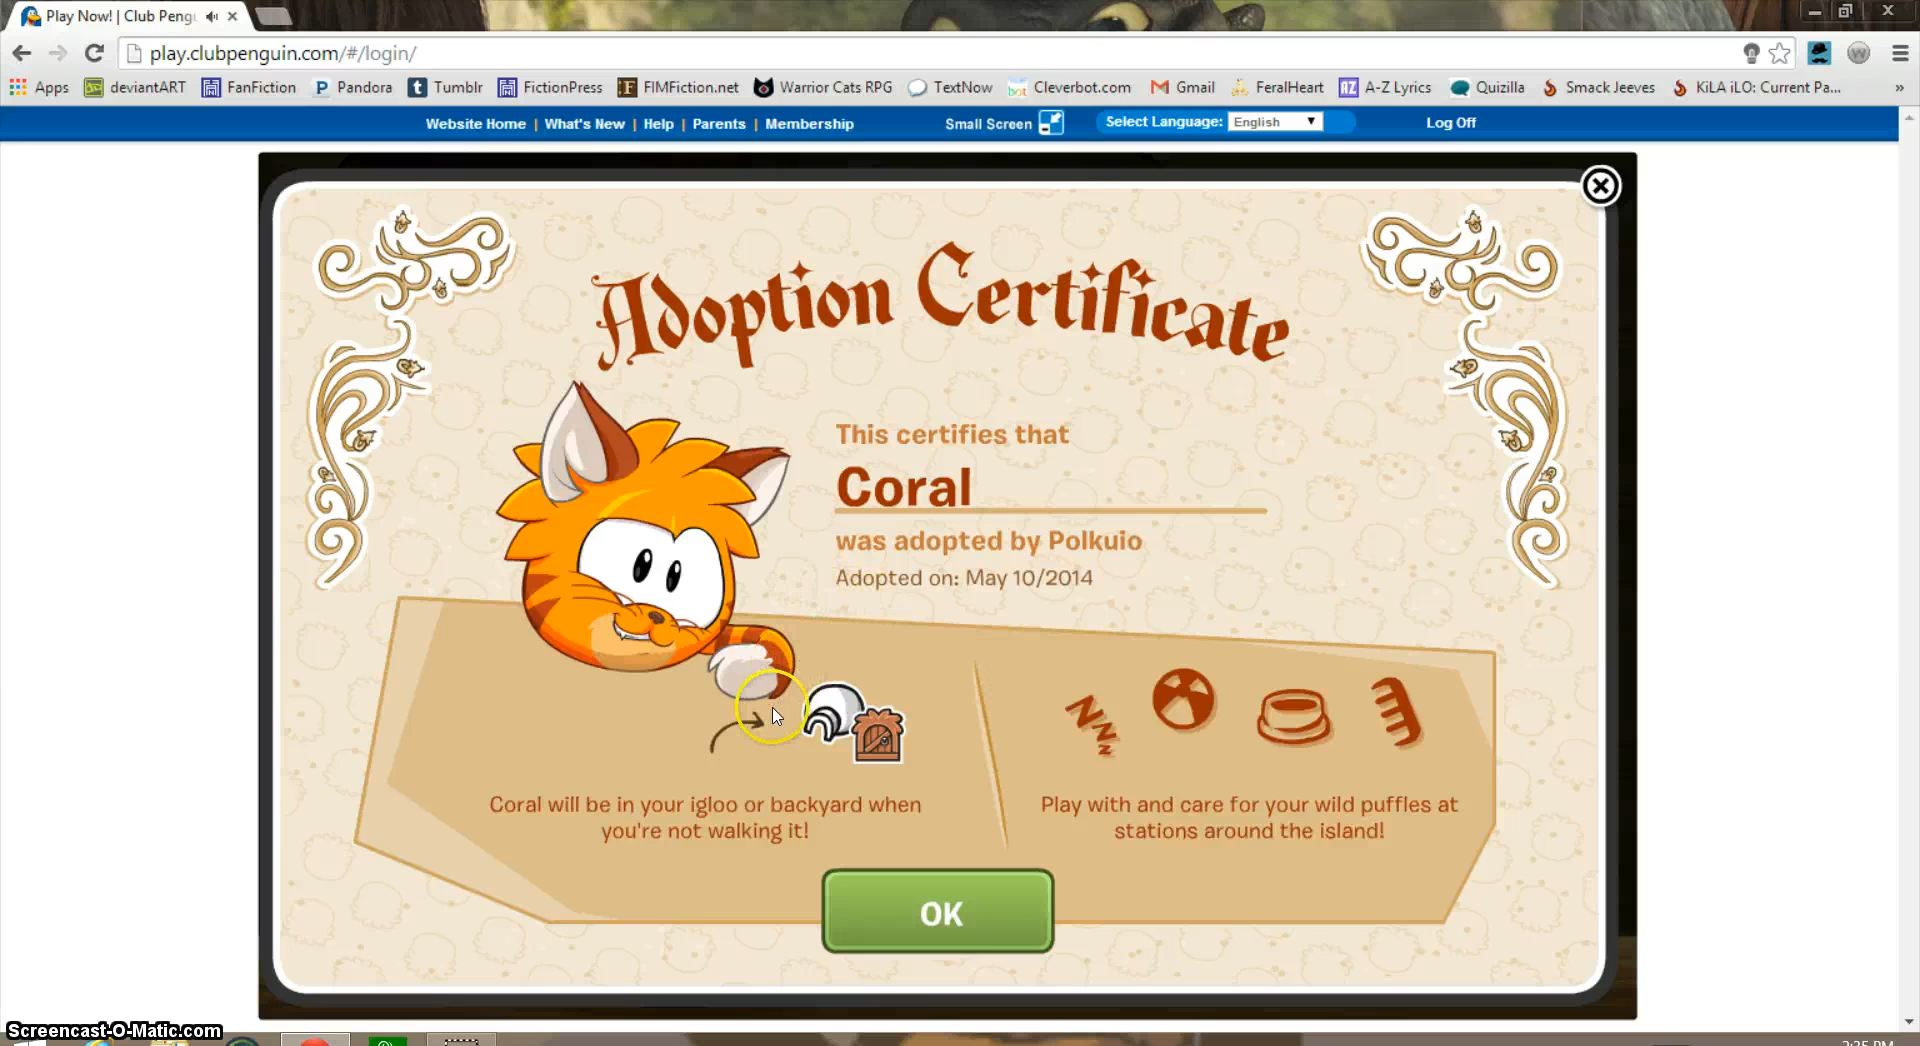 Play Now! | Club Peng
play.clubpenguin.com/#/login/
Apps deviantART FanFiction Pandora Tumblr FictionPress FIMFiction.net Warrior Cats RPG TextNow Cleverbot.com Gmail FeralHeart A-Z Lyrics Quizilla Smack Jeeves KiLA iLO: Current Pa... »
Website Home | What's New | Help | Parents | Membership Small Screen Select Language: English Log Off
Adoption Certificate
This certifies that
Coral
was adopted by Polkuio
Adopted on: May 10/2014
Coral will be in your igloo or backyard when
you're not walking it!
Play with and care for your wild puffles at
stations around the island!
OK
Screencast-O-Matic.com